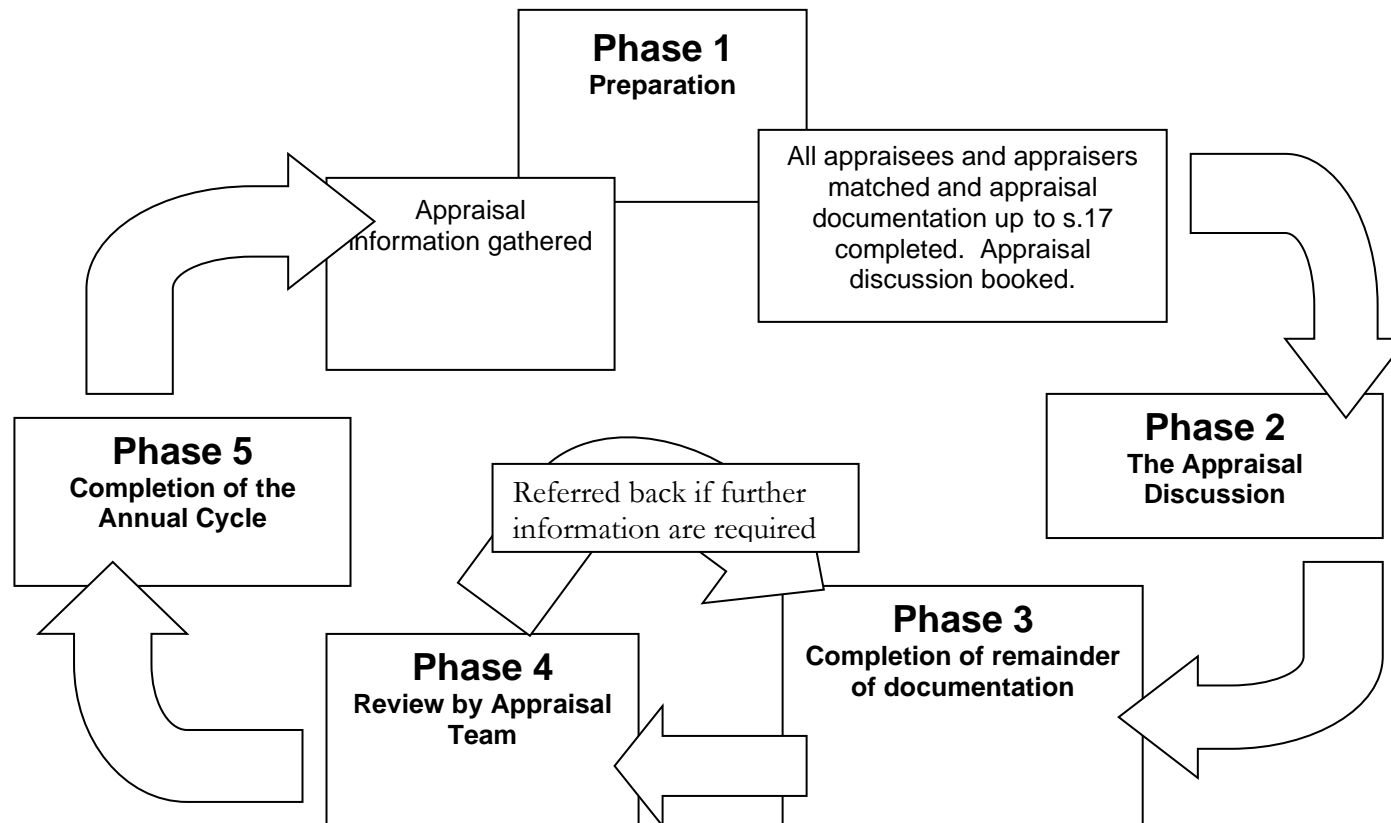 Phase 1
Preparation
All appraisees and appraisers
matched and appraisal
documentation up to s.17
completed.  Appraisal
discussion booked.
Appraisal
information gathered
Phase 2
The Appraisal
Discussion
Phase 3
Completion of remainder
of documentation
Referred back if further
information are required
Phase 4
Review by Appraisal
Team
Phase 5
Completion of the
Annual Cycle